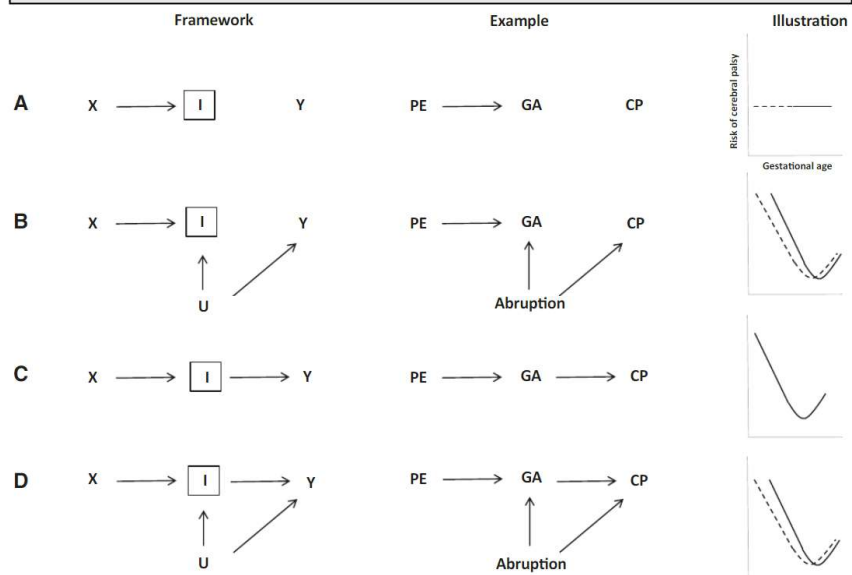 Framework Example Illustration
A X I Y PE GA CP
Risk of cerebral palsy
Gestational age
B X I Y PE GA CP
U Abruption
C X I Y PE GA CP
D X I Y PE GA CP
U Abruption